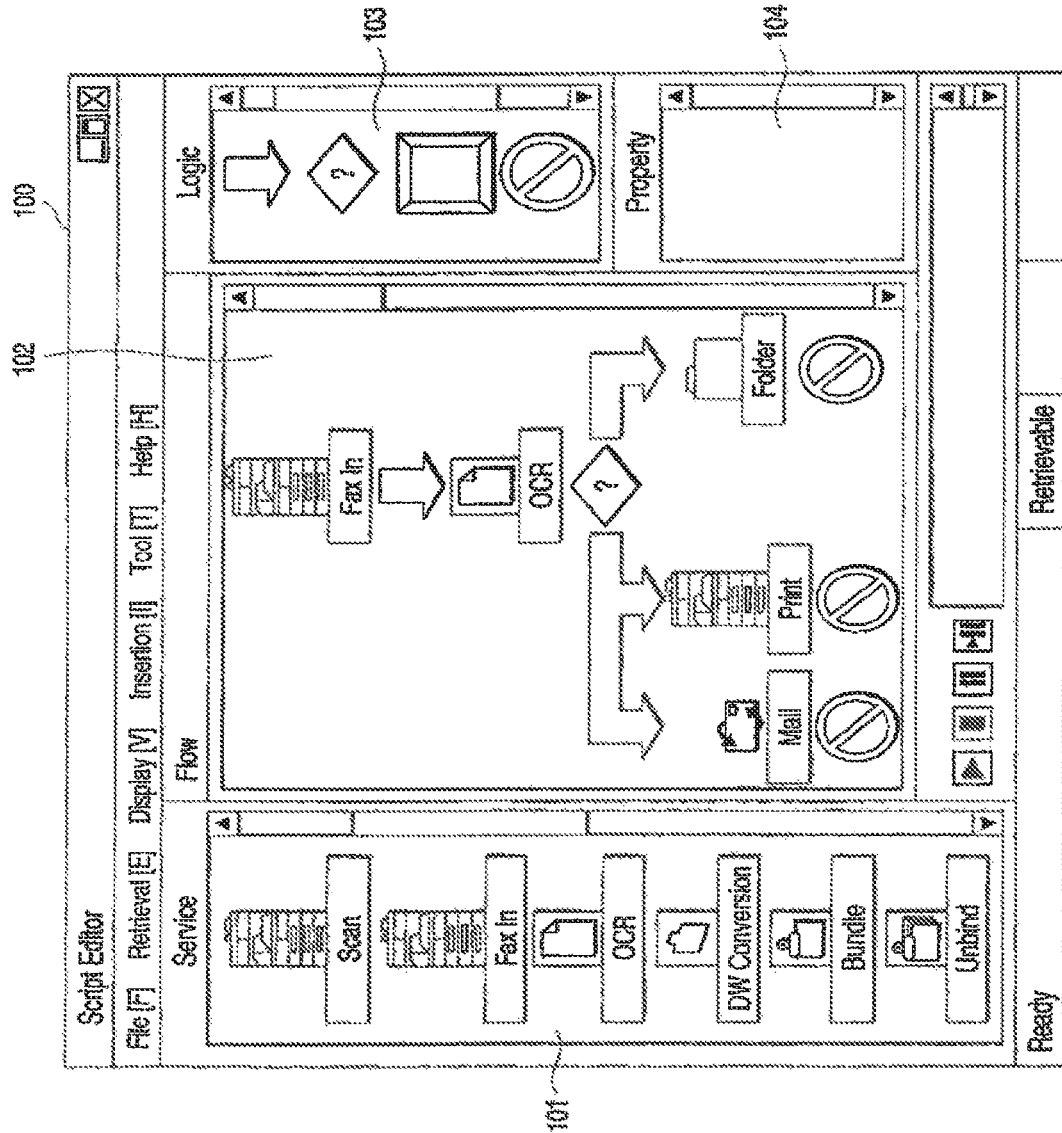 100
Script Editor
File [F] Retrieval [E] Display [V] Insertion [I] Tool [T] Help [H]
Service
Flow
Logic
102
103
Scan
Fax In
OCR
DW Conversion
Bundle
Unbind
101
Fax In
OCR
?
Mail
Print
Folder
?
Property
104
Ready
Retrievable